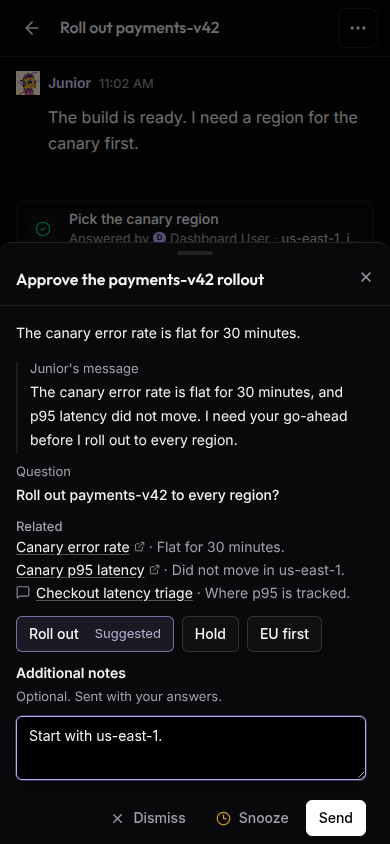 Roll out payments-v42
Junior 11:02 AM
The build is ready. I need a region for the
canary first.
Pick the canary region
Answered by D Dashboard User · us-east-1, i...
Approve the payments-v42 rollout
The canary error rate is flat for 30 minutes.
Junior's message
The canary error rate is flat for 30 minutes, and
p95 latency did not move. I need your go-ahead
before I roll out to every region.
Question
Roll out payments-v42 to every region?
Related
Canary error rate · Flat for 30 minutes.
Canary p95 latency · Did not move in us-east-1.
Checkout latency triage · Where p95 is tracked.
Roll out Suggested Hold EU first
Additional notes
Optional. Sent with your answers.
Start with us-east-1.
Dismiss Snooze Send